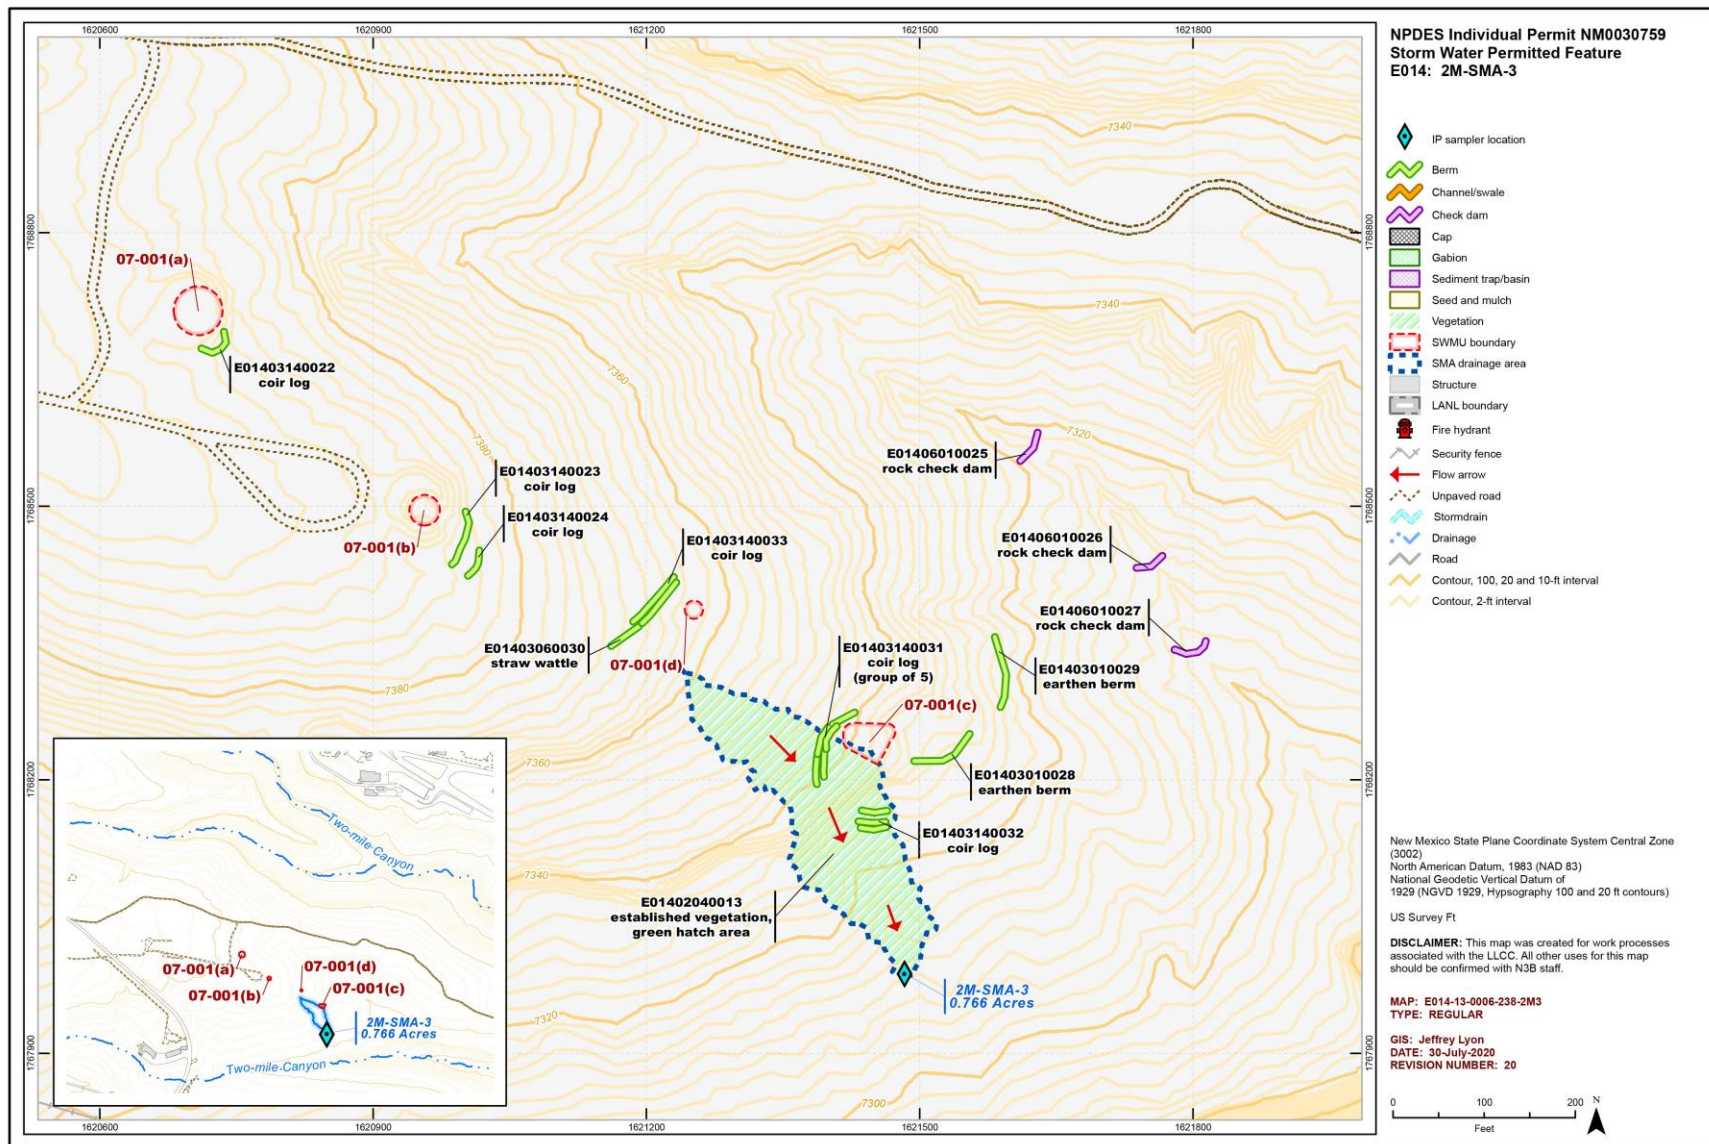 NPDES Individual Permit NM0030759
Storm Water Permitted Feature
E014: 2M-SMA-3
IP sampler location
Berm
Channel/swale
Check dam
Cap
Gabion
Sediment trap/basin
Seed and mulch
Vegetation
SWMU boundary
SMA drainage area
Structure
LANL boundary
Fire hydrant
Security fence
Flow arrow
Unpaved road
Stormdrain
Drainage
Road
Contour, 100, 20 and 10-ft interval
Contour, 2-ft interval
New Mexico State Plane Coordinate System Central Zone
(3002)
North American Datum, 1983 (NAD 83)
National Geodetic Vertical Datum of
1929 (NGVD 1929, Hypsography 100 and 20 ft contours)
US Survey Ft
DISCLAIMER: This map was created for work processes
associated with the LLCC. All other uses for this map
should be confirmed with N3B staff.
MAP: E014-13-0006-238-2M3
TYPE: REGULAR
GIS: Jeffrey Lyon
DATE: 30-July-2020
REVISION NUMBER: 20
0 100 200
Feet
N
1620600 1620900 1621200 1621500 1621800
1768800 1768800
1768500 1768500
1768200 1768200
1767900 1767900
1620600 1620900 1621200 1621500 1621800
7340
7340
7360
7320
7380
7380
7360
7340
7320
7300
07-001(a)
E01403140022
coir log
E01403140023
coir log
E01403140024
coir log
07-001(b)
E01403140033
coir log
E01403060030
straw wattle
07-001(d)
E01406010025
rock check dam
E01406010026
rock check dam
E01406010027
rock check dam
E01403140031
coir log
(group of 5)
07-001(c)
E01403010029
earthen berm
E01403010028
earthen berm
E01403140032
coir log
E01402040013
established vegetation,
green hatch area
2M-SMA-3
0.766 Acres
Two-mile Canyon
07-001(a)
07-001(b)
07-001(d)
07-001(c)
2M-SMA-3
0.766 Acres
Two-mile Canyon